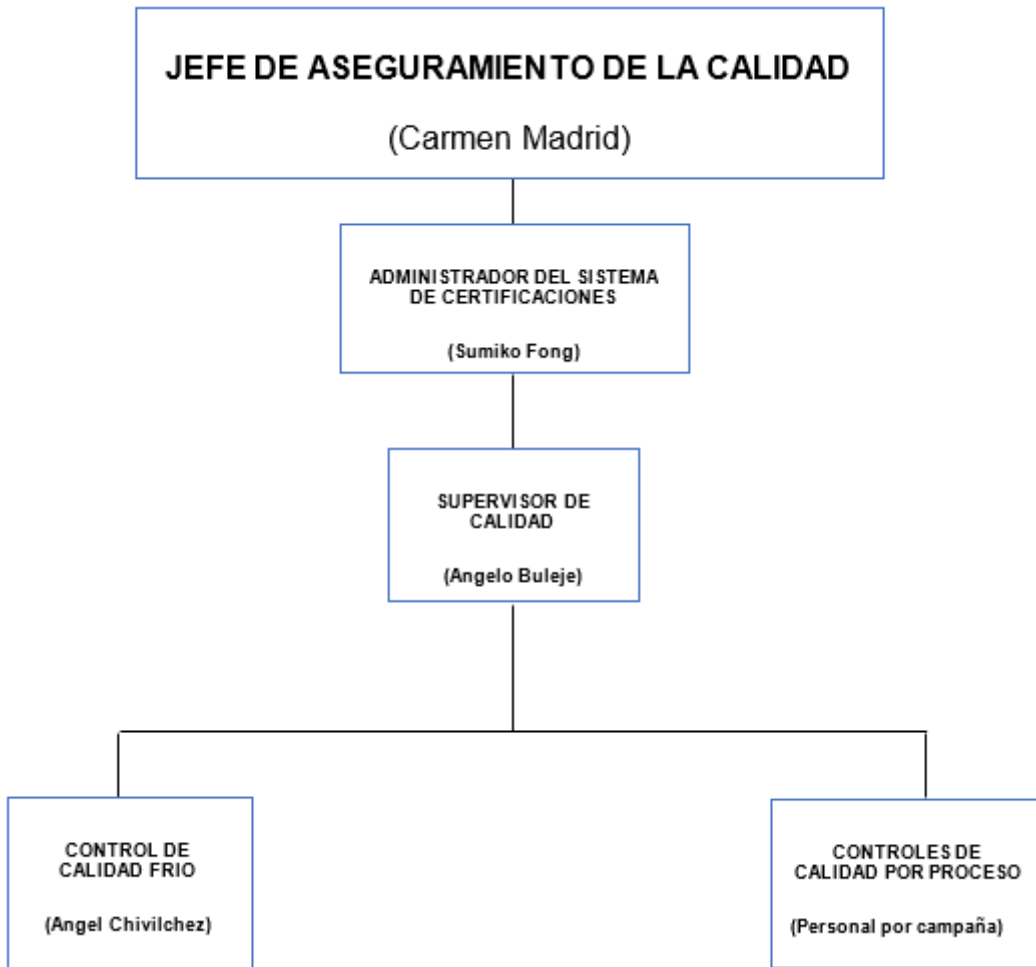 JEFE DE ASEGURAMIENTO DE LA CALIDAD
(Carmen Madrid)
ADMINISTRADOR DEL SISTEMA
DE CERTIFICACIONES
(Sumiko Fong)
SUPERVISOR DE
CALIDAD
(Angelo Buleje)
CONTROL DE
CALIDAD FRIO
(Angel Chivilchez)
CONTROLES DE
CALIDAD POR PROCESO
(Personal por campaña)